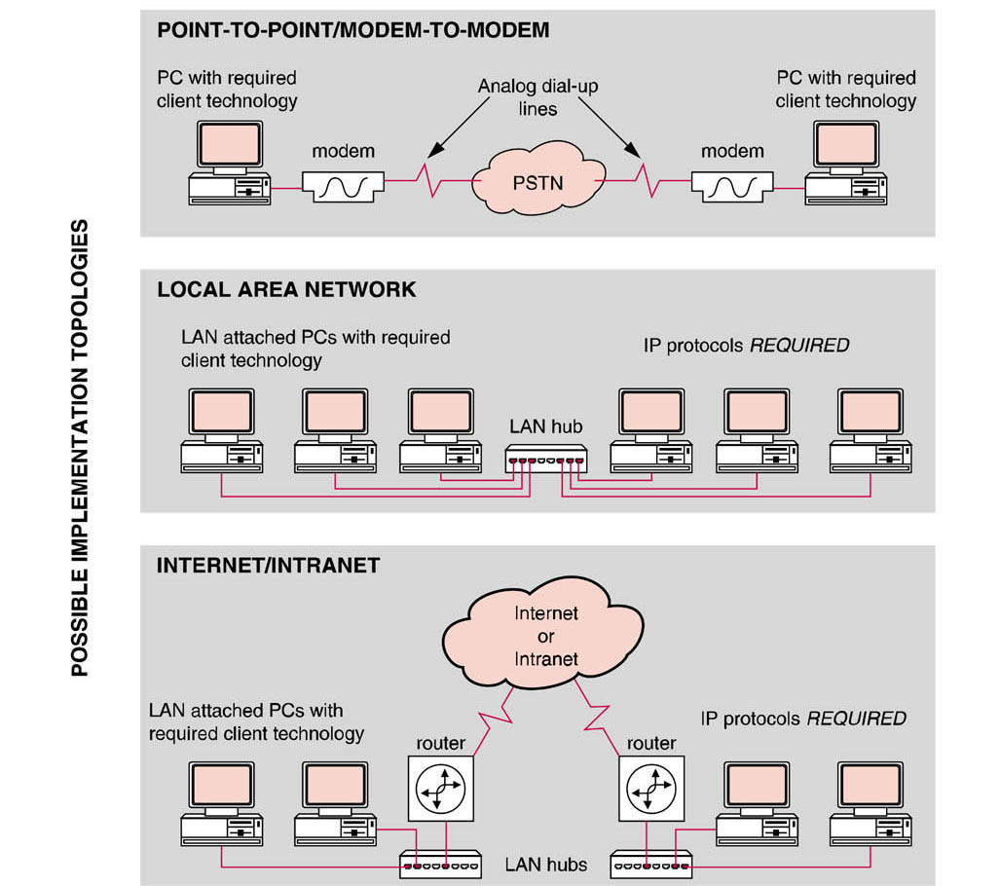 POSSIBLE IMPLEMENTATION TOPOLOGIES
POINT-TO-POINT/MODEM-TO-MODEM
PC with required
client technology
Analog dial-up
lines
PC with required
client technology
modem
PSTN
modem
LOCAL AREA NETWORK
LAN attached PCs with required
client technology
IP protocols REQUIRED
LAN hub
INTERNET/INTRANET
Internet
or
Intranet
LAN attached PCs with
required client technology
IP protocols REQUIRED
router
router
LAN hubs